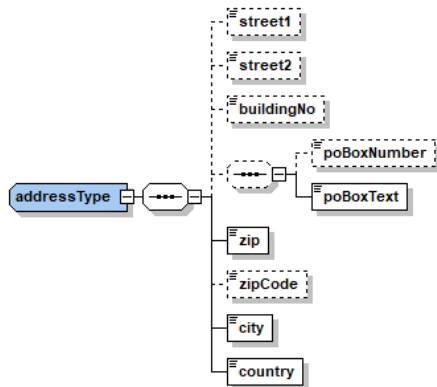 street1
street2
buildingNo
poBoxNumber
addressType
poBoxText
zip
zipCode
city
country